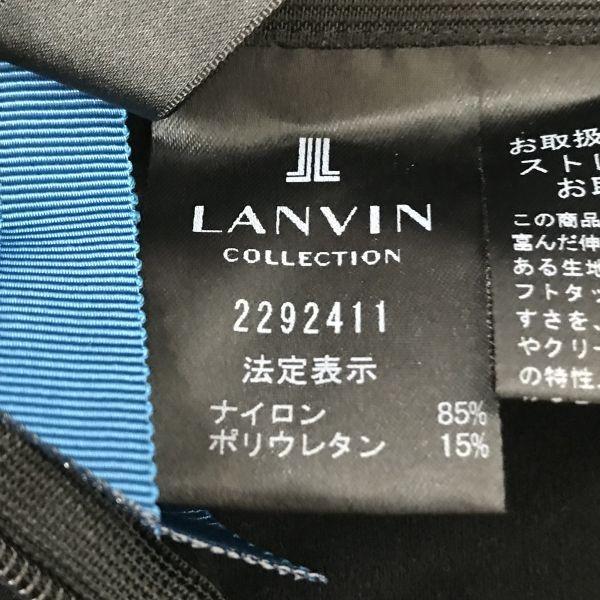 LANVIN
COLLECTION
2292411
法定表示
ナイロン 85%
ポリウレタン 15%
お取扱
ストレ
お取
この商品
富んだ伸
ある生地
フトタッ
すさを、
やクリー
の特性、